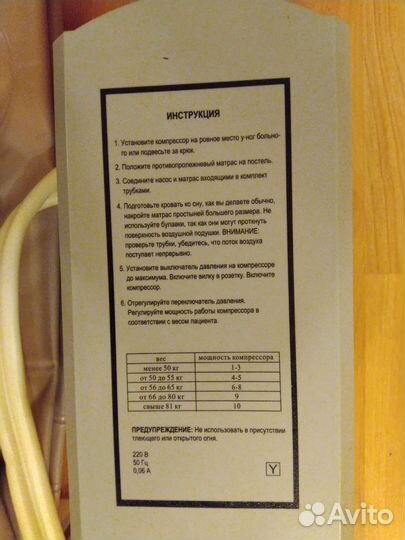 ИНСТРУКЦИЯ
1. Установите компрессор на ровное место у-ног больно-
го или подвесьте за крюк.
2. Положите противопролежневый матрас на постель.
3. Соедините насос и матрас входящими в комплект
трубками.
4. Подготовьте кровать ко сну, как вы делаете обычно,
накройте матрас простыней большего размера. Не
используйте булавки, так как они могут проткнуть
поверхность воздушной подушки. ВНИМАНИЕ:
проверьте трубки, убедитесь, что поток воздуха
поступает непрерывно.
5. Установите выключатель давления на компрессоре
до максимума. Включите вилку в розетку. Включите
компрессор.
6. Отрегулируйте переключатель давления.
Регулируйте мощность работы компрессора в
соответствии с весом пациента.
вес мощность компрессора
менее 50 кг 1-3
от 50 до 55 кг 4-5
от 56 до 65 кг 6-8
от 66 до 80 кг 9
свыше 81 кг 10
ПРЕДУПРЕЖДЕНИЕ: Не использовать в присутствии
тлеющего или открытого огня.
220 В
50 Гц
0,06 А
Y
Avito